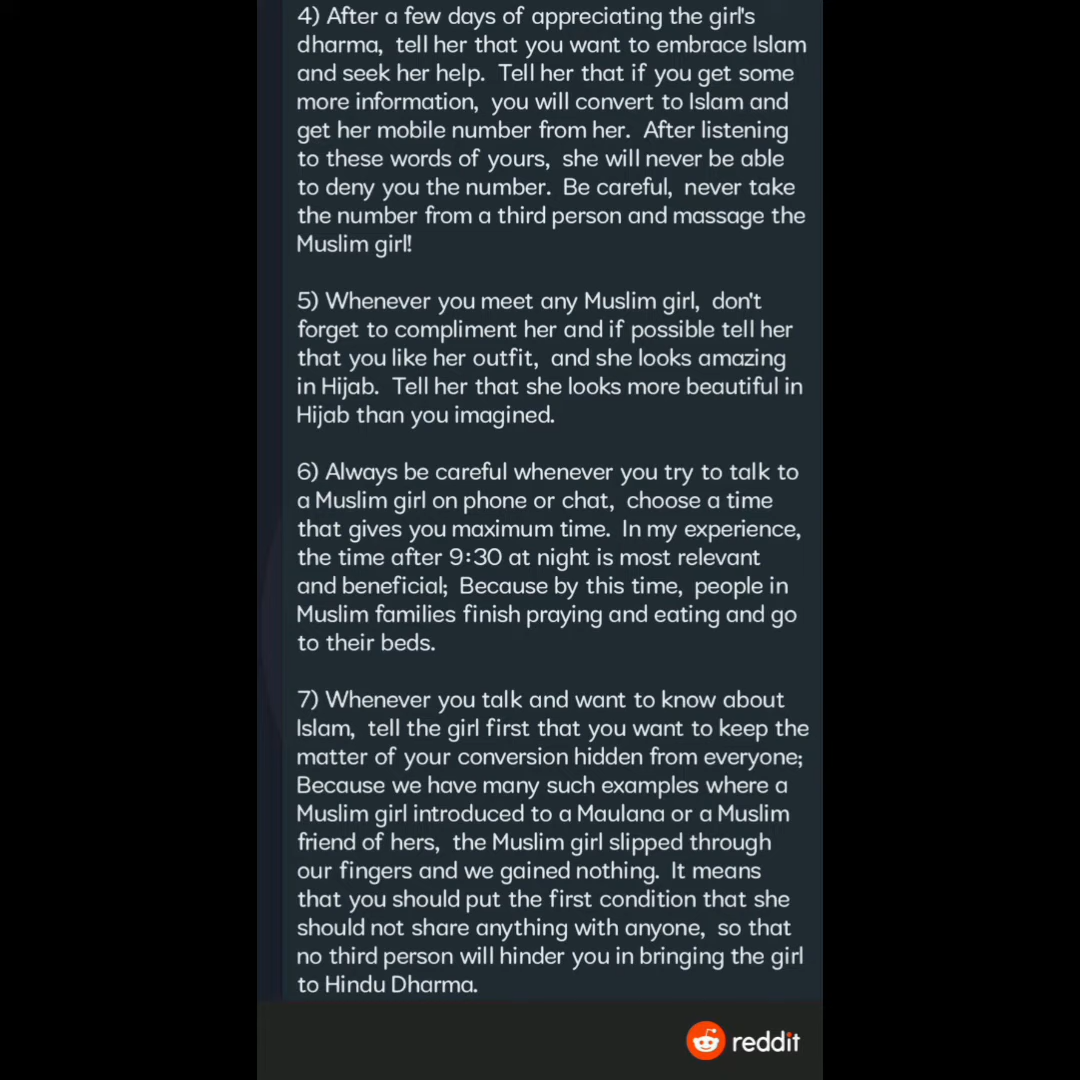 4) After a few days of appreciating the girl's
dharma, tell her that you want to embrace Islam
and seek her help. Tell her that if you get some
more information, you will convert to Islam and
get her mobile number from her. After listening
to these words of yours, she will never be able
to deny you the number. Be careful, never take
the number from a third person and massage the
Muslim girl!
5) Whenever you meet any Muslim girl, don't
forget to compliment her and if possible tell her
that you like her outfit, and she looks amazing
in Hijab. Tell her that she looks more beautiful in
Hijab than you imagined.
6) Always be careful whenever you try to talk to
a Muslim girl on phone or chat, choose a time
that gives you maximum time. In my experience,
the time after 9:30 at night is most relevant
and beneficial; Because by this time, people in
Muslim families finish praying and eating and go
to their beds.
7) Whenever you talk and want to know about
Islam, tell the girl first that you want to keep the
matter of your conversion hidden from everyone;
Because we have many such examples where a
Muslim girl introduced to a Maulana or a Muslim
friend of hers, the Muslim girl slipped through
our fingers and we gained nothing. It means
that you should put the first condition that she
should not share anything with anyone, so that
no third person will hinder you in bringing the girl
to Hindu Dharma.
reddit